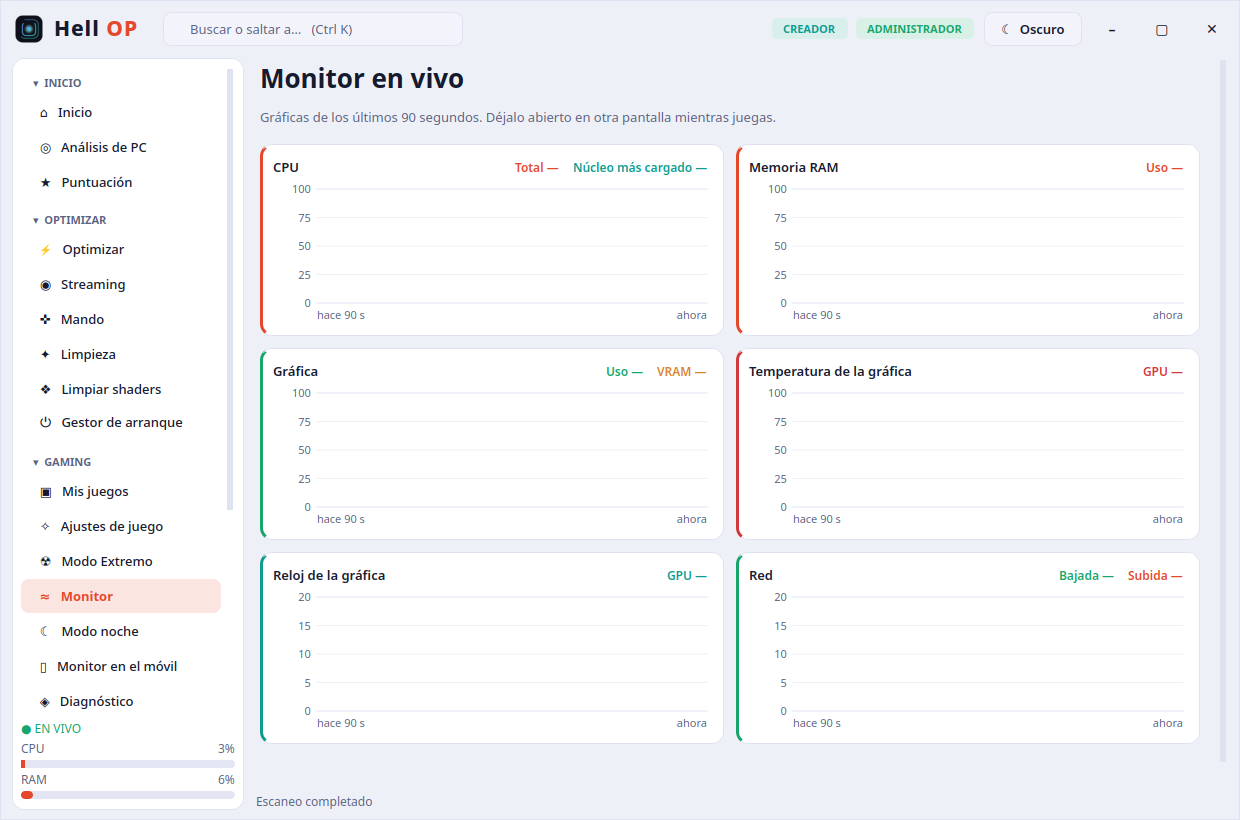 Hell OP
Buscar o saltar a... (Ctrl K)
CREADOR
ADMINISTRADOR
☾ Oscuro
▾ INICIO
⌂ Inicio
◎ Análisis de PC
★ Puntuación
▾ OPTIMIZAR
⚡ Optimizar
◉ Streaming
✜ Mando
✦ Limpieza
❖ Limpiar shaders
⏻ Gestor de arranque
▾ GAMING
▣ Mis juegos
✧ Ajustes de juego
☢ Modo Extremo
≈ Monitor
☾ Modo noche
▯ Monitor en el móvil
◈ Diagnóstico
● EN VIVO
CPU 3%
RAM 6%
Monitor en vivo
Gráficas de los últimos 90 segundos. Déjalo abierto en otra pantalla mientras juegas.
CPU Total — Núcleo más cargado —
100
75
50
25
0
hace 90 s ahora
Memoria RAM Uso —
100
75
50
25
0
hace 90 s ahora
Gráfica Uso — VRAM —
100
75
50
25
0
hace 90 s ahora
Temperatura de la gráfica GPU —
100
75
50
25
0
hace 90 s ahora
Reloj de la gráfica GPU —
20
15
10
5
0
hace 90 s ahora
Red Bajada — Subida —
20
15
10
5
0
hace 90 s ahora
Escaneo completado